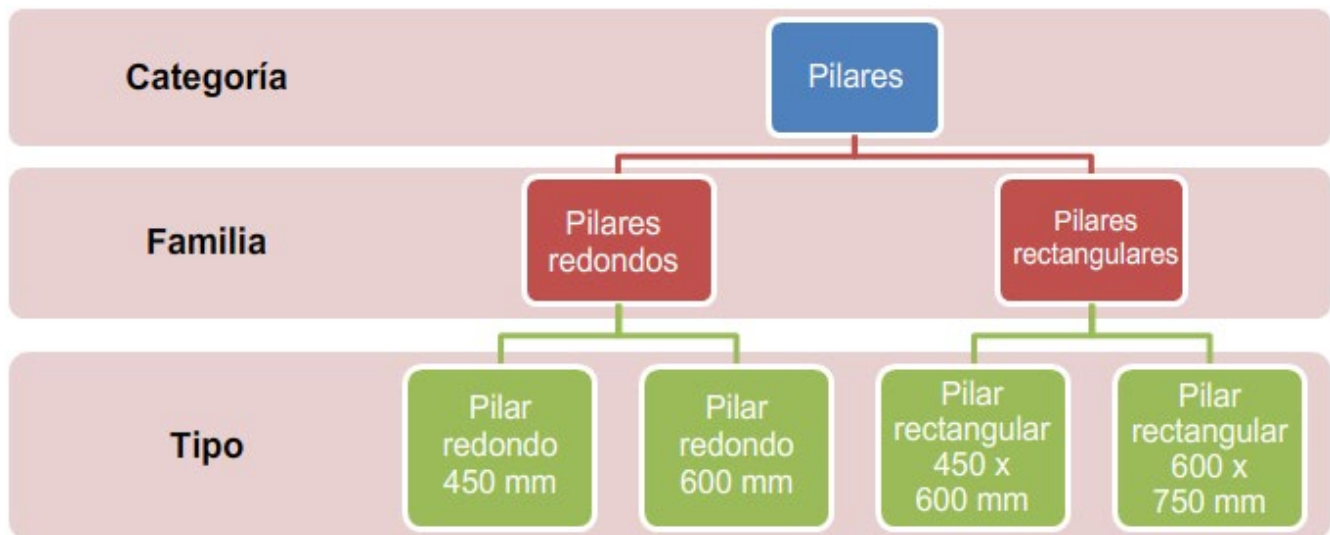 Categoría
Pilares
Familia
Pilares
redondos
Pilares
rectangulares
Tipo
Pilar
redondo
450 mm
Pilar
redondo
600 mm
Pilar
rectangular
450 x
600 mm
Pilar
rectangular
600 x
750 mm